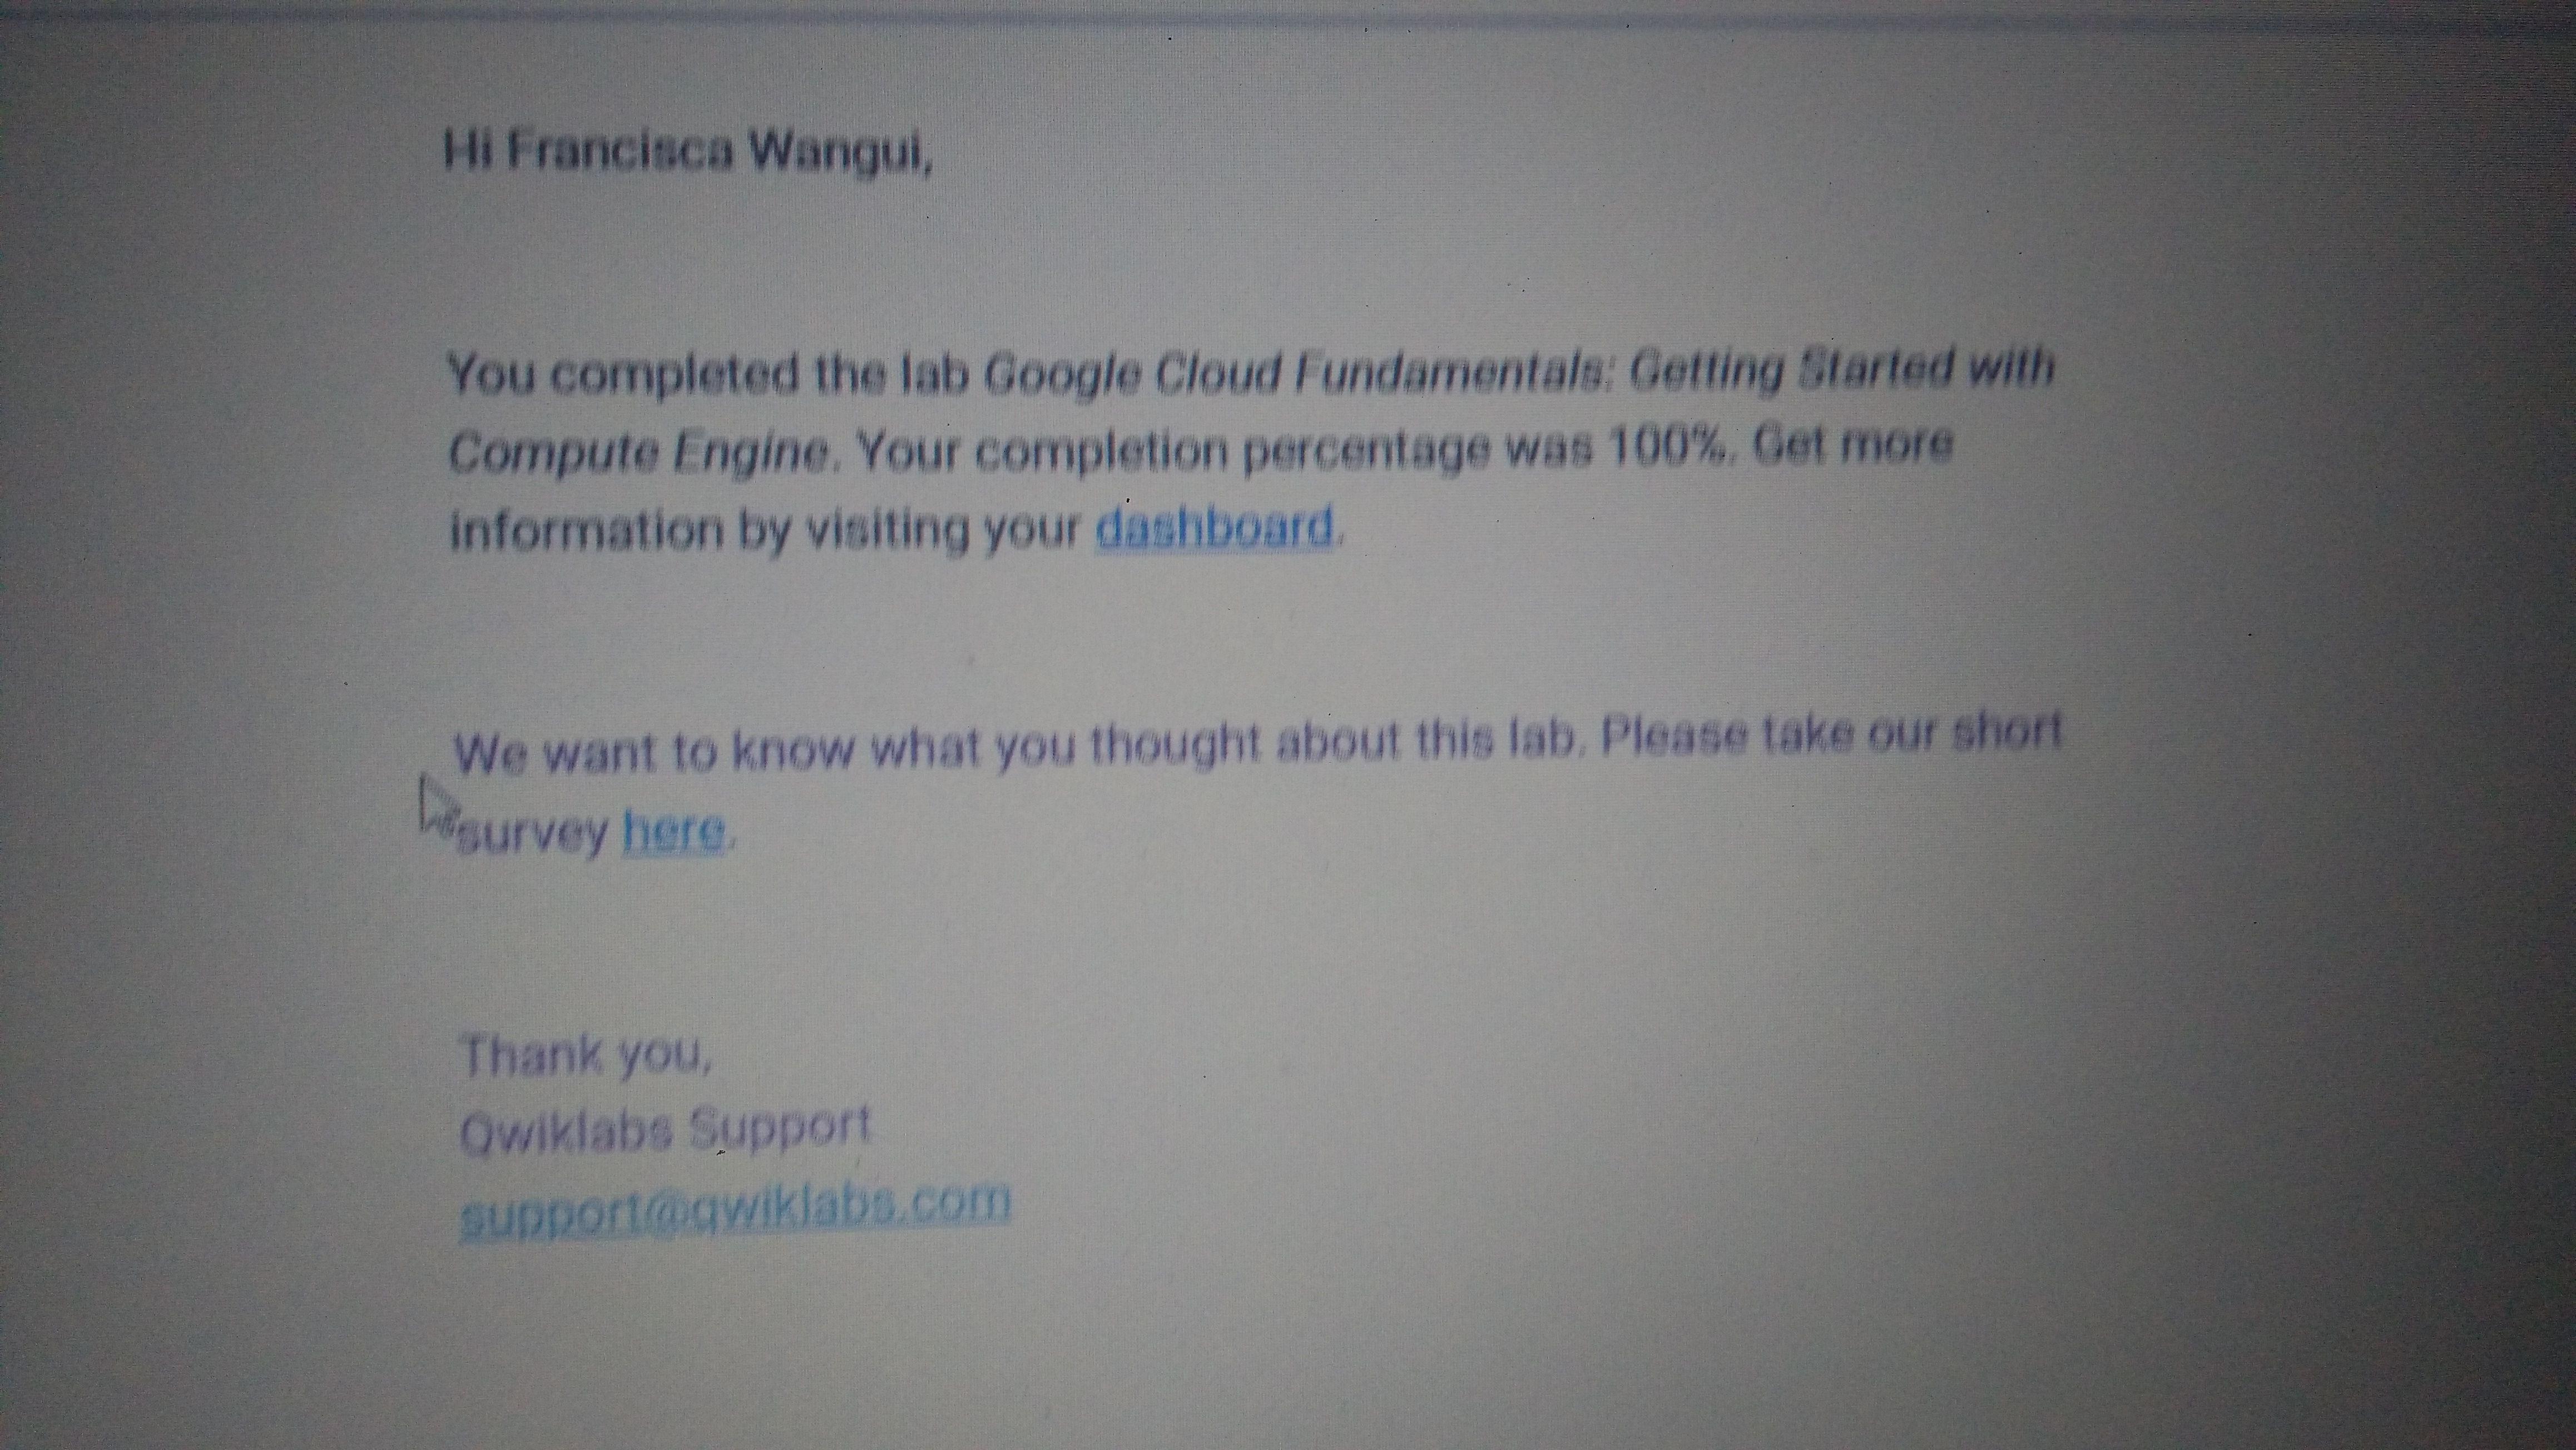 Hi Francisca Wangui,
You completed the lab Google Cloud Fundamentals: Getting Started with
Compute Engine. Your completion percentage was 100%. Get more
information by visiting your dashboard.
We want to know what you thought about this lab. Please take our short
survey here.
Thank you,
Qwiklabs Support
support@qwiklabs.com